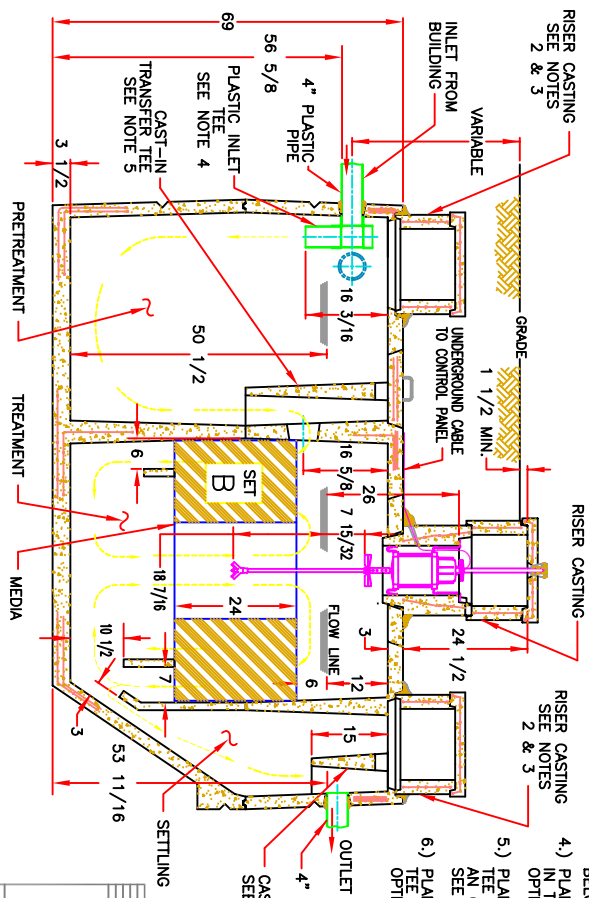 RISER CASTING
SEE NOTES
2 & 3
INLET FROM
BUILDING
VARIABLE
GRADE
1 1/2 MIN.
RISER CASTING
RISER CASTING
SEE NOTES
2 & 3
69
56 5/8
4" PLASTIC
PIPE
PLASTIC INLET
TEE
SEE NOTE 4
CAST-IN
TRANSFER TEE
SEE NOTE 5
3 1/2
16 3/16
50 1/2
UNDERGROUND CABLE
TO CONTROL PANEL
16 5/8
7 15/32
26
24 1/2
3
6
SET
B
18 7/16
24
FLOW LINE
12
6
15
10 1/2
7
3
53 11/16
PRETREATMENT
TREATMENT
MEDIA
SETTLING
OUTLET
4"
CAS
SEE
4.) PLA
IN T
OPTI
5.) PLA
TEE
AN
SEE
6.) PLA
TEE
OPTI